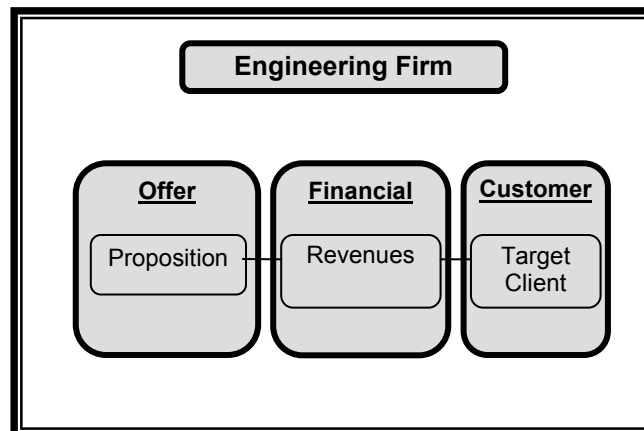 Engineering Firm
Offer
Financial
Customer
Proposition
Revenues
Target
Client